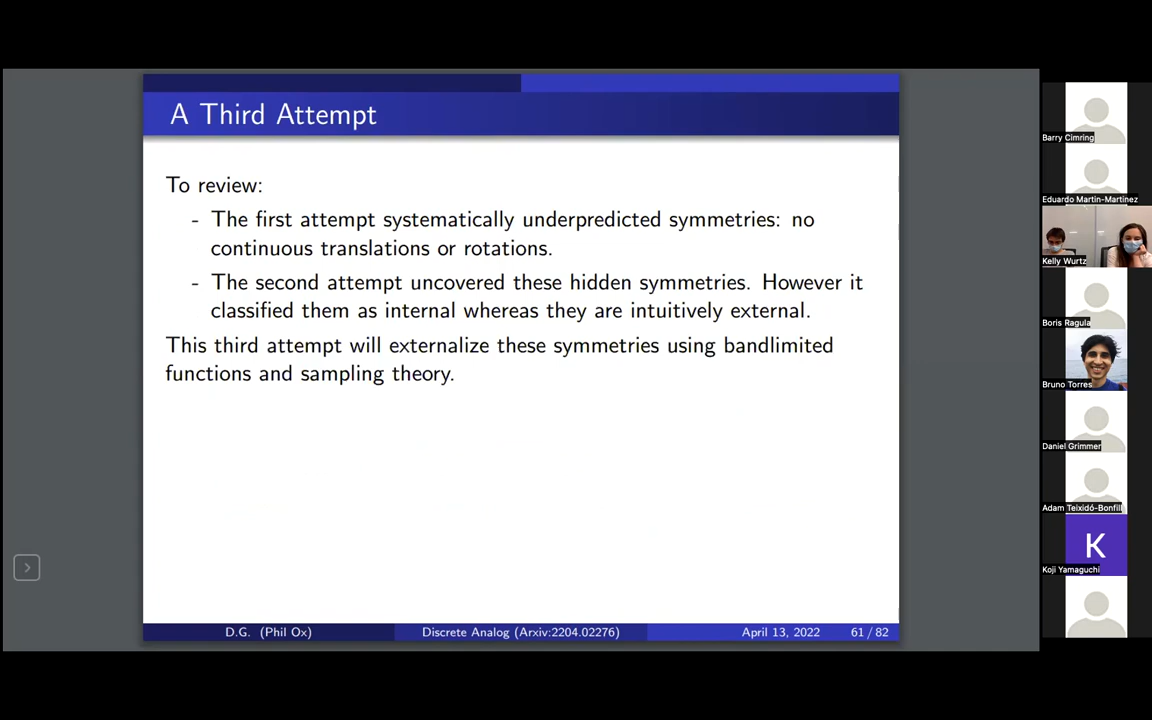 A Third Attempt
To review:
- The first attempt systematically underpredicted symmetries: no
continuous translations or rotations.
- The second attempt uncovered these hidden symmetries. However it
classified them as internal whereas they are intuitively external.
This third attempt will externalize these symmetries using bandlimited
functions and sampling theory.
D.G. (Phil Ox) Discrete Analog (Arxiv:2204.02276) April 13, 2022 61 / 82
Barry Cimring
Eduardo Martin-Martinez
Kelly Wurtz
Boris Ragula
Bruno Torres
Daniel Grimmer
Adam Teixidó-Bonfill
K
Koji Yamaguchi